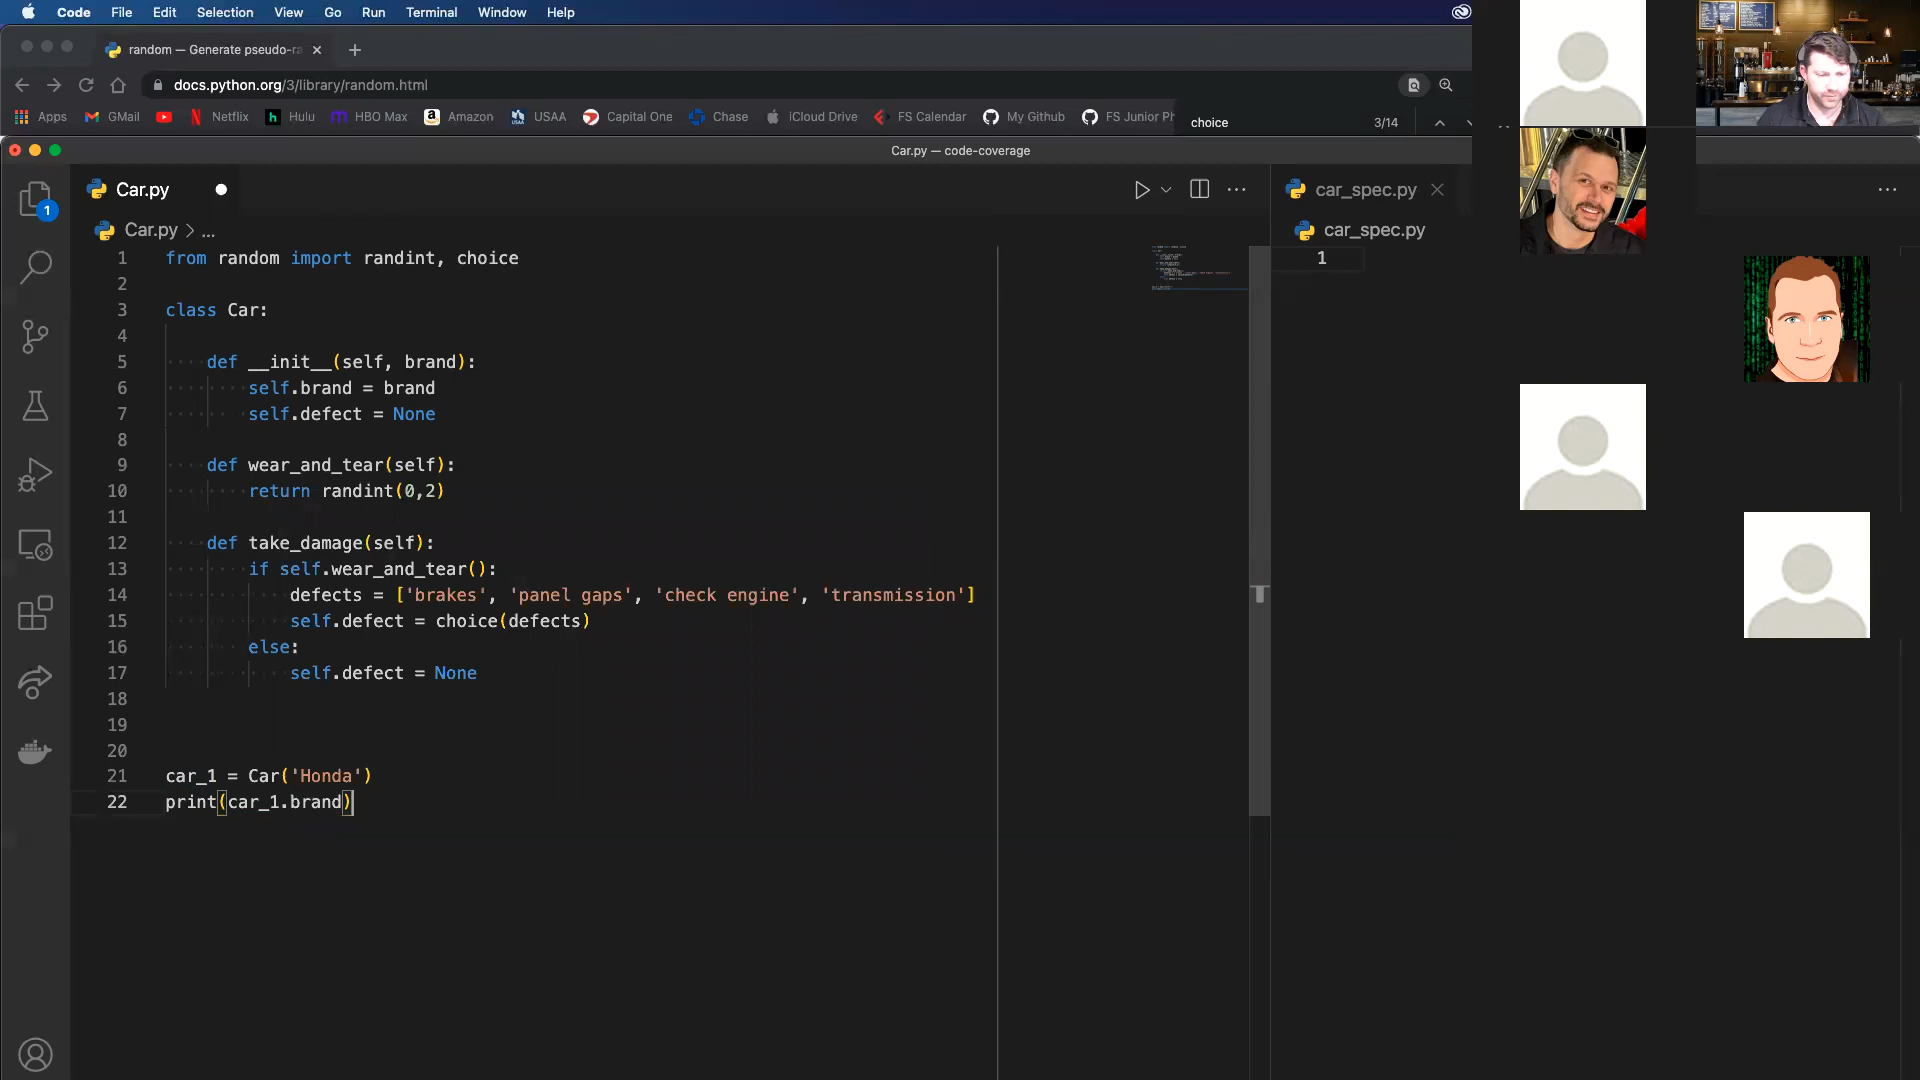 Code File Edit Selection View Go Run Terminal Window Help
random — Generate pseudo-ra
docs.python.org/3/library/random.html
Apps GMail Netflix Hulu HBO Max Amazon USAA Capital One Chase iCloud Drive FS Calendar My Github FS Junior Ph
choice 3/14
Car.py — code-coverage
1
Car.py
car_spec.py
Car.py > ...
car_spec.py
1 from random import randint, choice
2
3 class Car:
4
5 def __init__(self, brand):
6 self.brand = brand
7 self.defect = None
8
9 def wear_and_tear(self):
10 return randint(0,2)
11
12 def take_damage(self):
13 if self.wear_and_tear():
14 defects = ['brakes', 'panel gaps', 'check engine', 'transmission']
15 self.defect = choice(defects)
16 else:
17 self.defect = None
18
19
20
21 car_1 = Car('Honda')
22 print(car_1.brand)
1